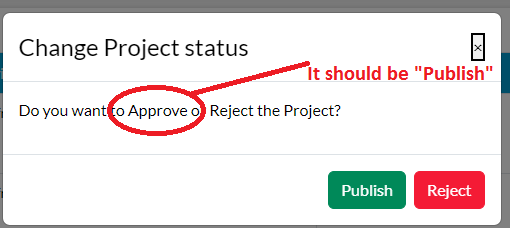 Change Project status
×
It should be "Publish"
Do you want to Approve or Reject the Project?
Publish
Reject